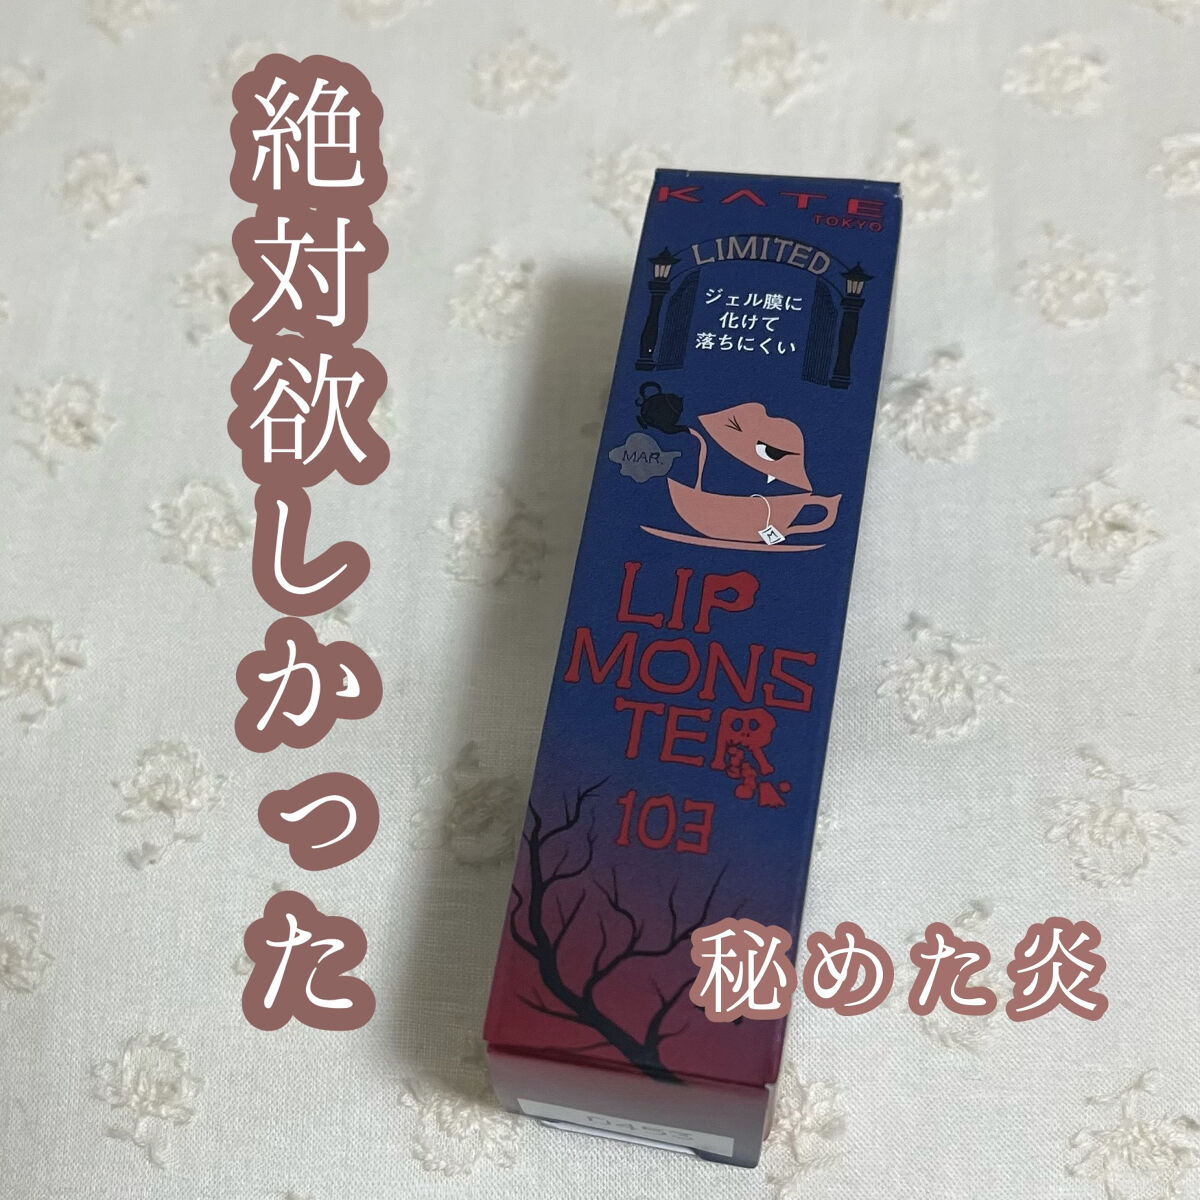 絶対欲しかった
KATE
TOKYO
LIMITED
ジェル膜に
化けて
落ちにくい
MAR.
LIP
MONS
TER
103
秘めた炎
0453